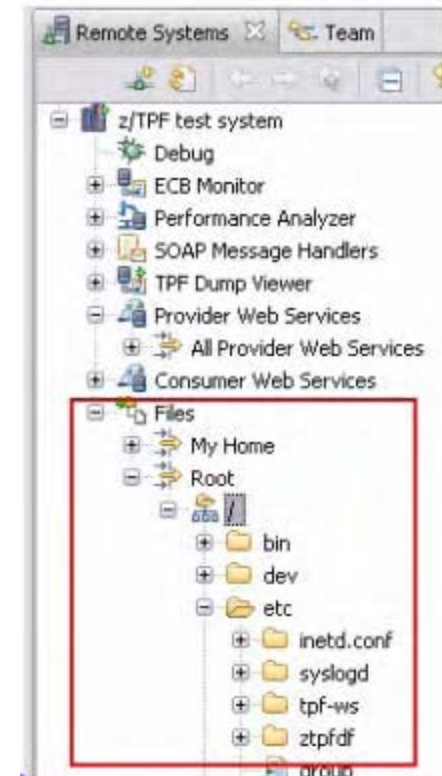 Remote Systems Team
z/TPF test system
Debug
ECB Monitor
Performance Analyzer
SOAP Message Handlers
TPF Dump Viewer
Provider Web Services
All Provider Web Services
Consumer Web Services
Files
My Home
Root
/
bin
dev
etc
inetd.conf
syslogd
tpf-ws
ztpfdf
group